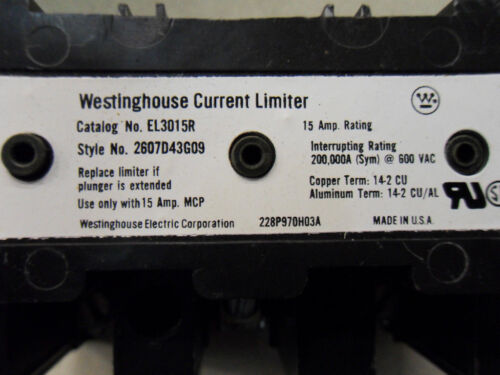 Westinghouse Current Limiter
Catalog No. EL3015R
Style No. 2607D43G09
Replace limiter if
plunger is extended
Use only with 15 Amp. MCP
Westinghouse Electric Corporation
228P970H03A
15 Amp. Rating
Interrupting Rating
200,000A (Sym) @ 600 VAC
Copper Term: 14-2 CU
Aluminum Term: 14-2 CU/AL
MADE IN U.S.A.